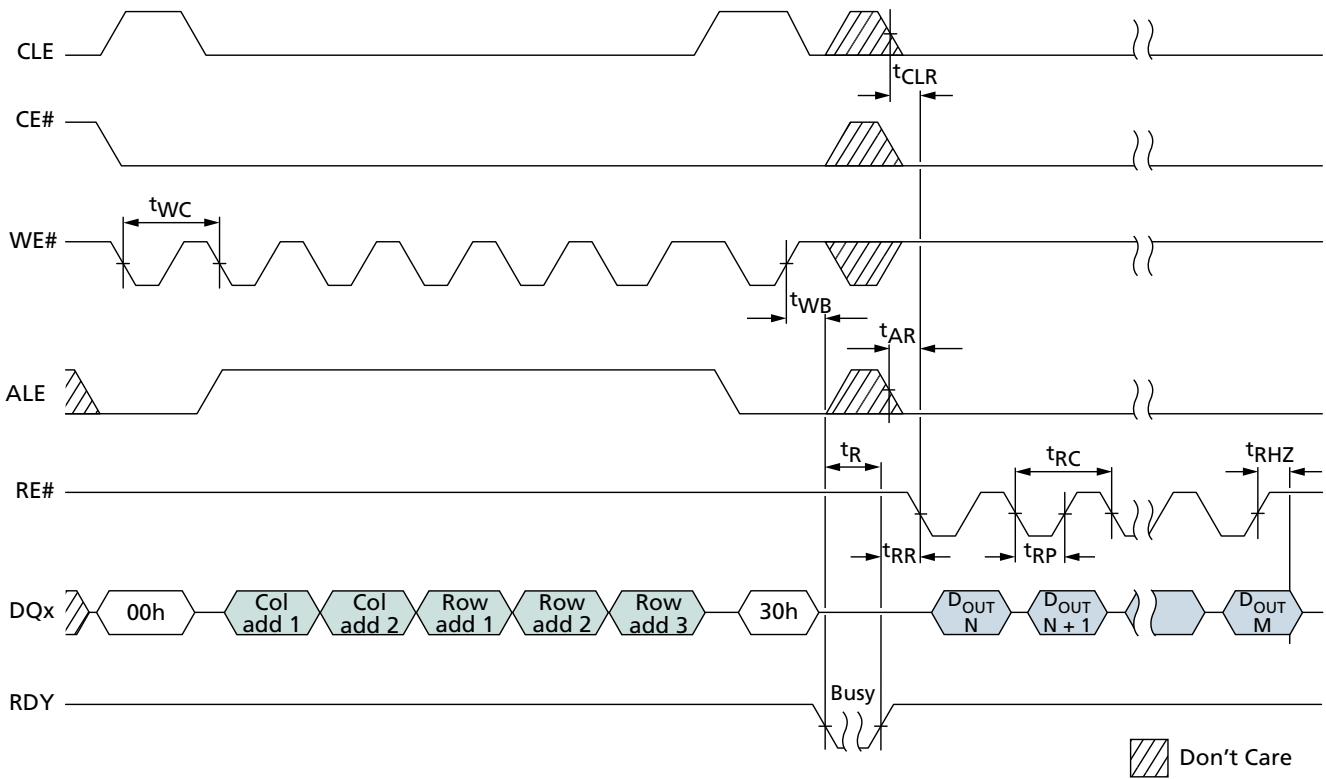 CLE
tCLR
CE#
tWC
WE#
tWB
tAR
ALE
tR
tRC
tRHZ
RE#
tRR
tRP
DQx
00h
Col
add 1
Col
add 2
Row
add 1
Row
add 2
Row
add 3
30h
DOUT
N
DOUT
N + 1
DOUT
M
RDY
Busy
Don't Care